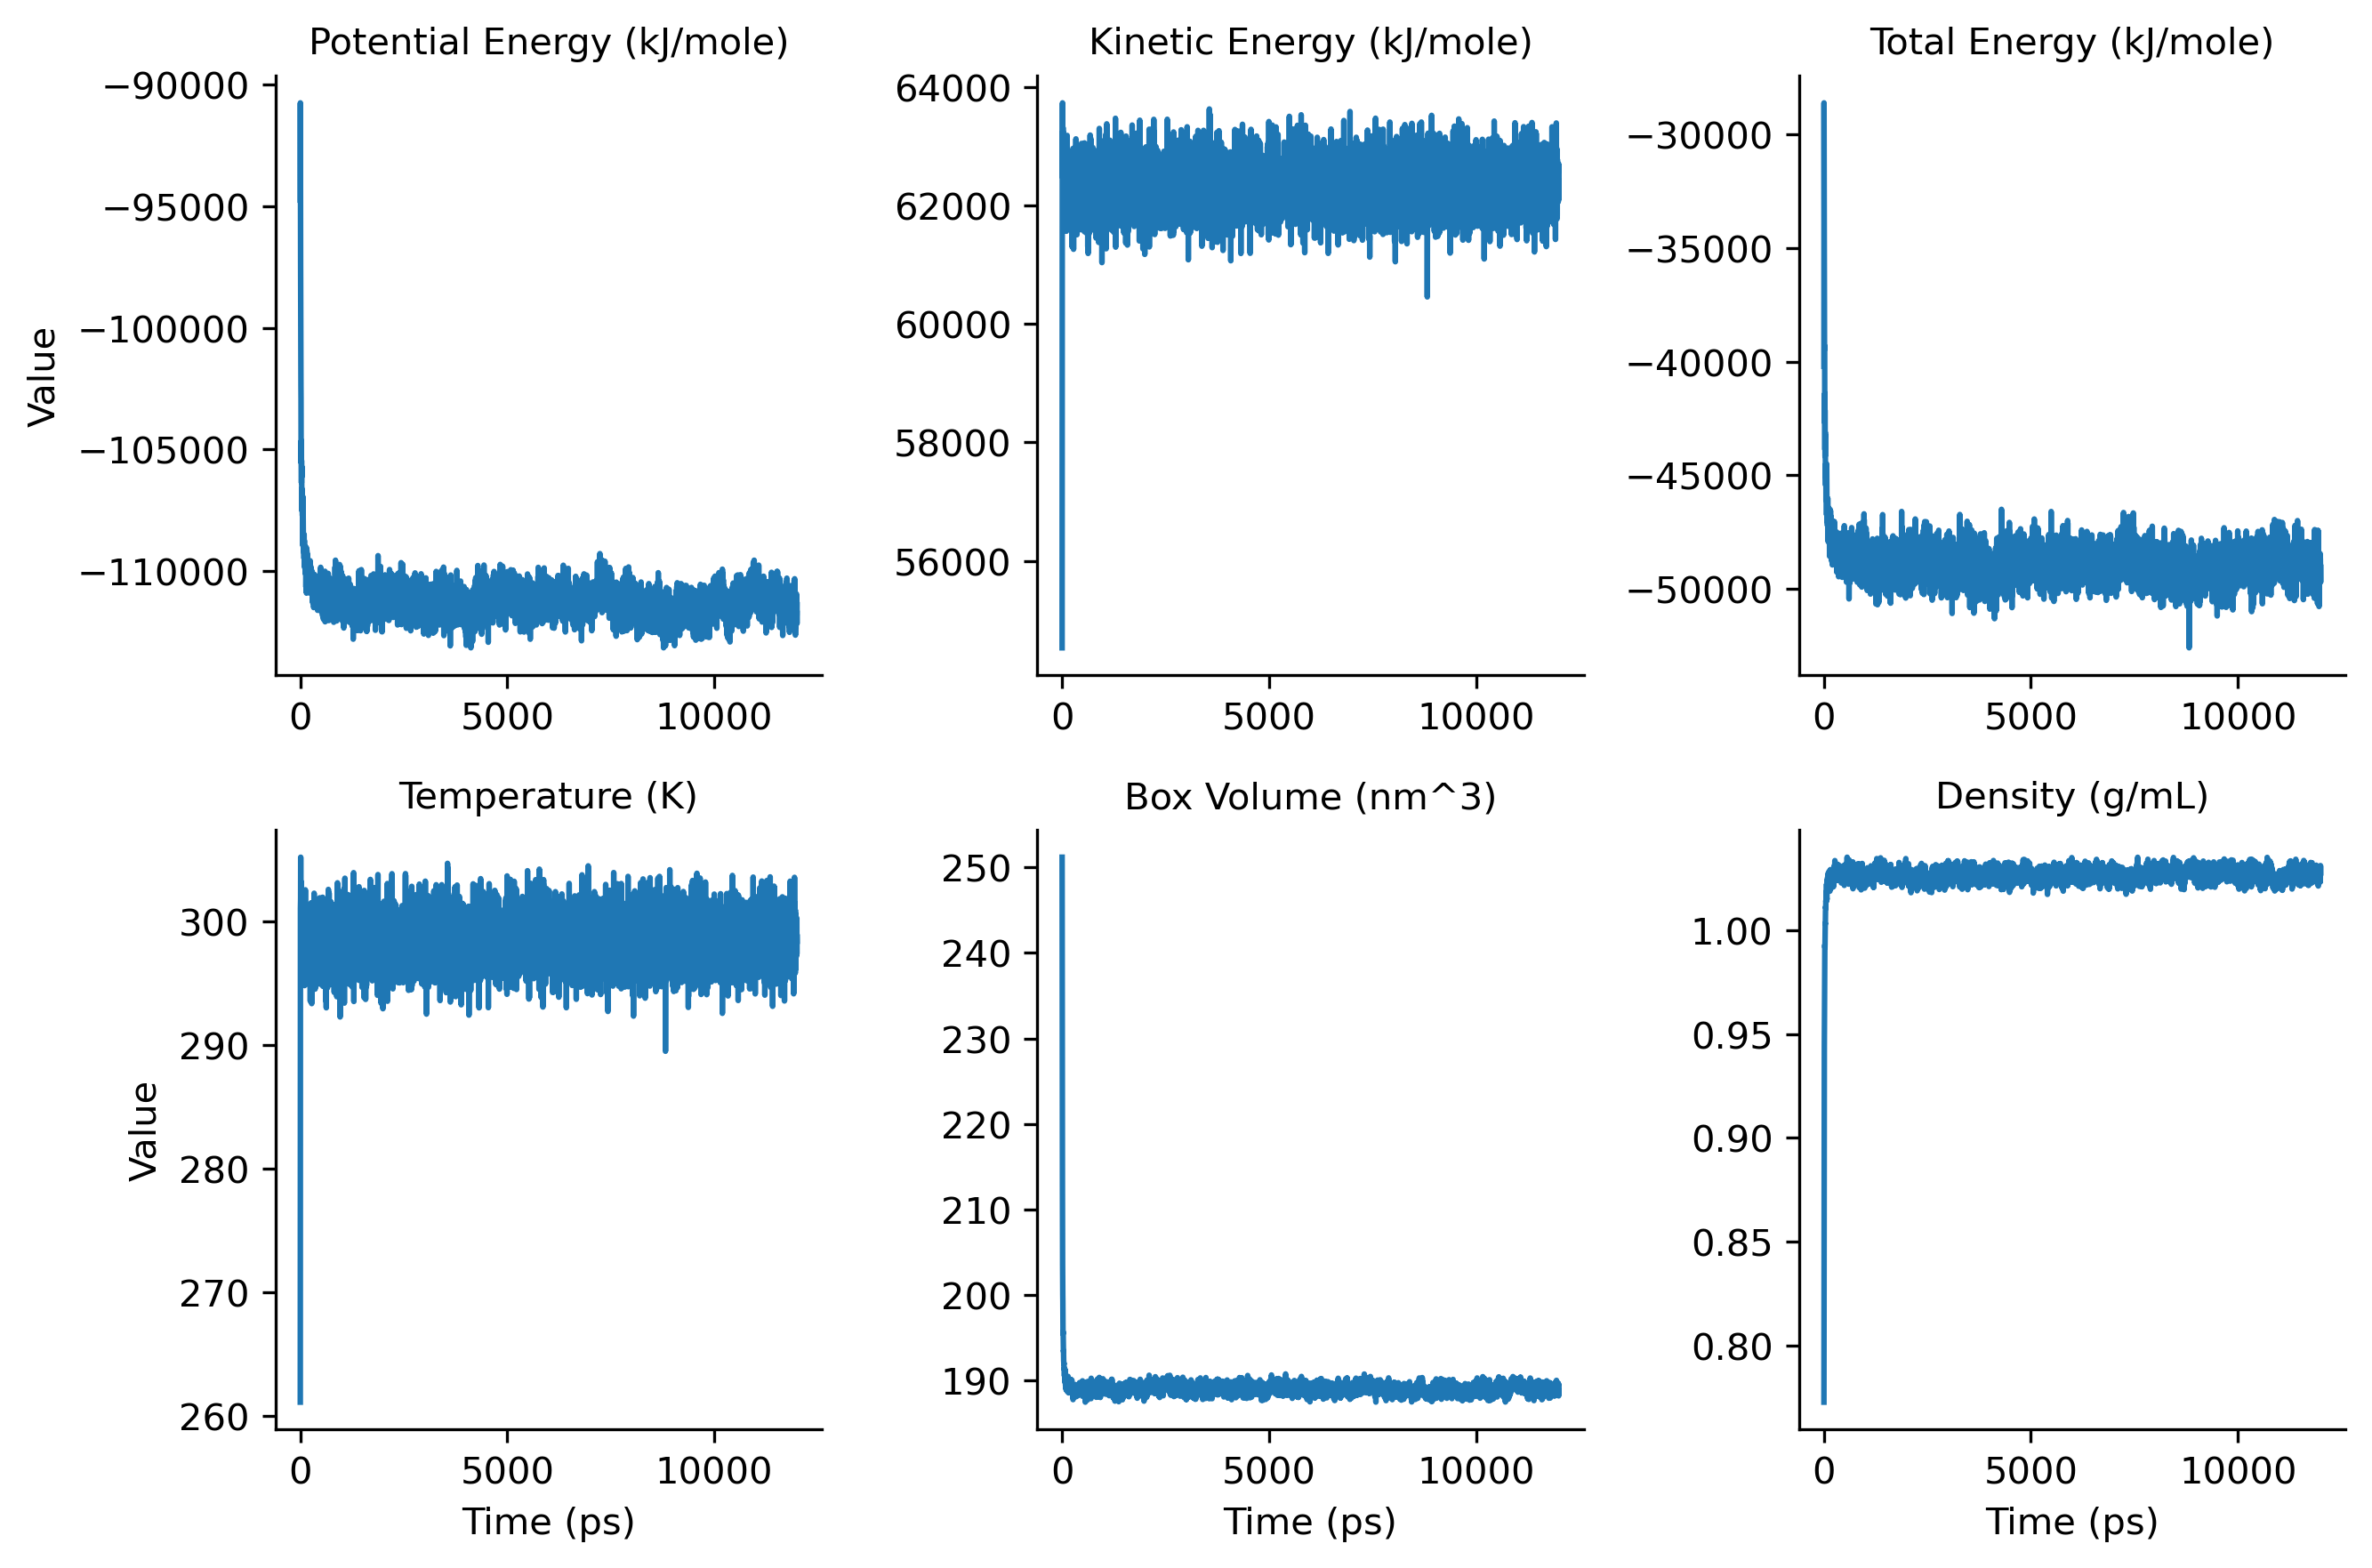 Potential Energy (kJ/mole)
−90000
−95000
−100000
−105000
−110000
Value
0 5000 10000
Kinetic Energy (kJ/mole)
64000
62000
60000
58000
56000
0 5000 10000
Total Energy (kJ/mole)
−30000
−35000
−40000
−45000
−50000
0 5000 10000
Temperature (K)
300
290
280
270
260
Value
0 5000 10000
Time (ps)
Box Volume (nm^3)
250
240
230
220
210
200
190
0 5000 10000
Time (ps)
Density (g/mL)
1.00
0.95
0.90
0.85
0.80
0 5000 10000
Time (ps)